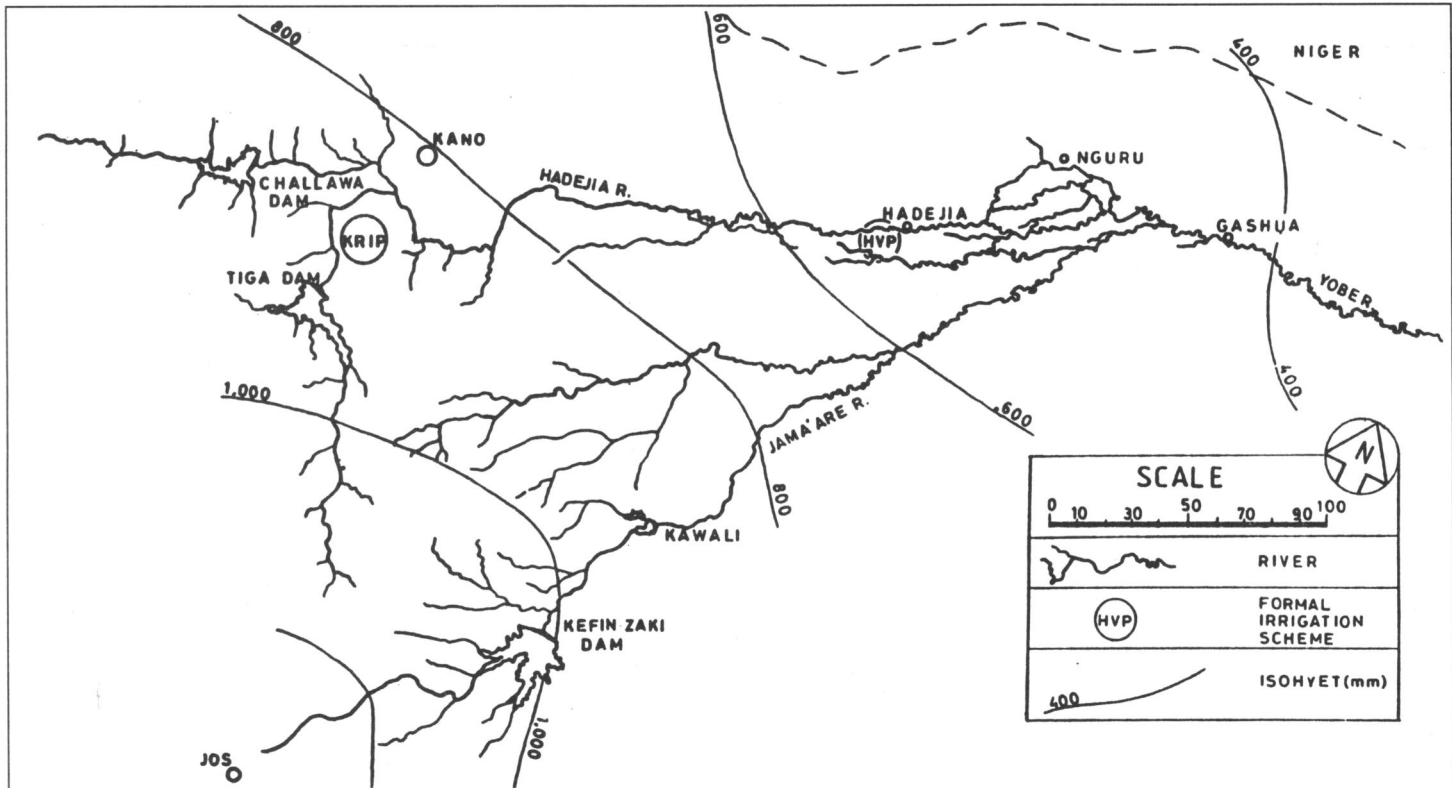 800
600
400
NIGER
KANO
NGURU
CHALLAWA
DAM
HADEJIA R.
HADEJIA
(HVP)
GASHUA
KRIP
TIGA DAM
YOBER
1,000
400
.600
JAMA'ARE R.
800
KAWALI
KEFIN ZAKI
DAM
1,000
JOS
N
SCALE
0 10 30 50 70 90 100
RIVER
HVP
FORMAL
IRRIGATION
SCHEME
400
ISOHYET(mm)